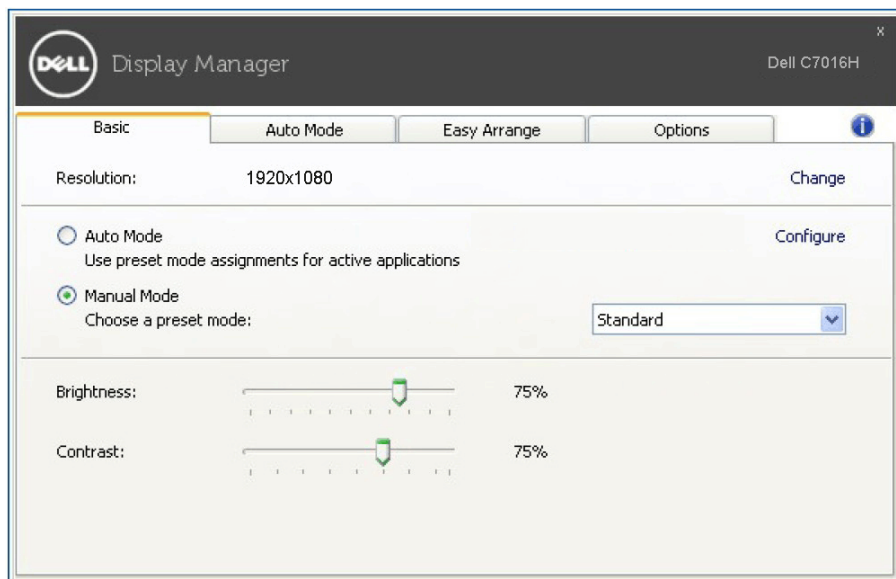 DELL Display Manager
x
Dell C7016H
Basic Auto Mode Easy Arrange Options i
Resolution: 1920x1080 Change
Auto Mode Configure
Use preset mode assignments for active applications
Manual Mode
Choose a preset mode: Standard
Brightness: 75%
Contrast: 75%